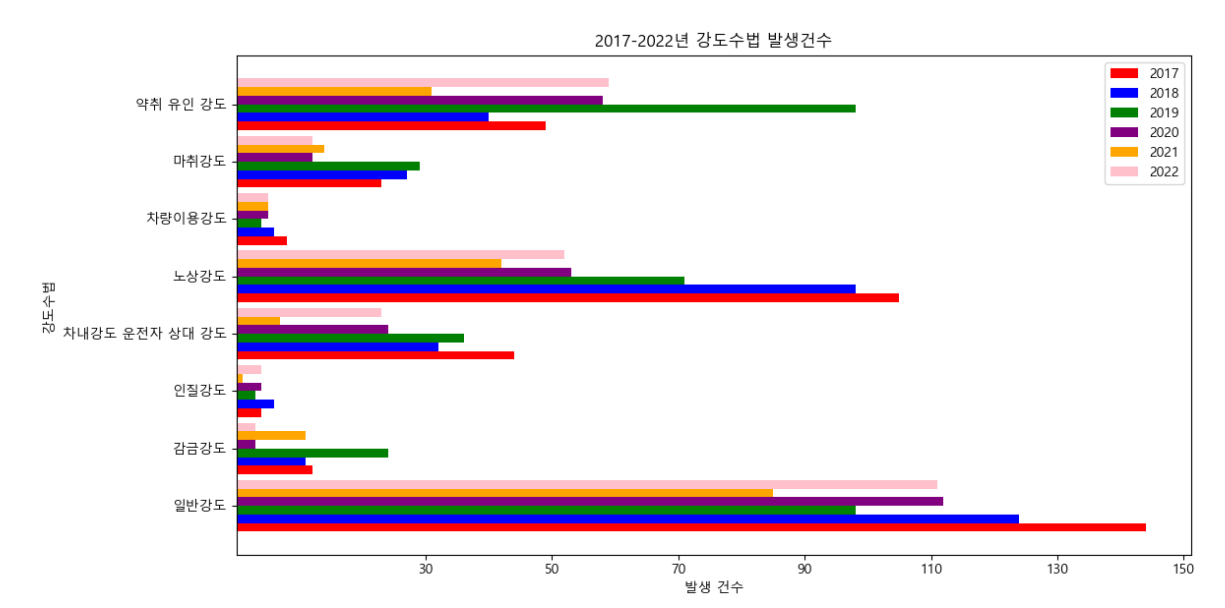 2017-2022년 강도수법 발생건수
2017
2018
2019
2020
2021
2022
약취 유인 강도
마취강도
차량이용강도
노상강도
차내강도 운전자 상대 강도
인질강도
감금강도
일반강도
강도수법
30 50 70 90 110 130 150
발생 건수